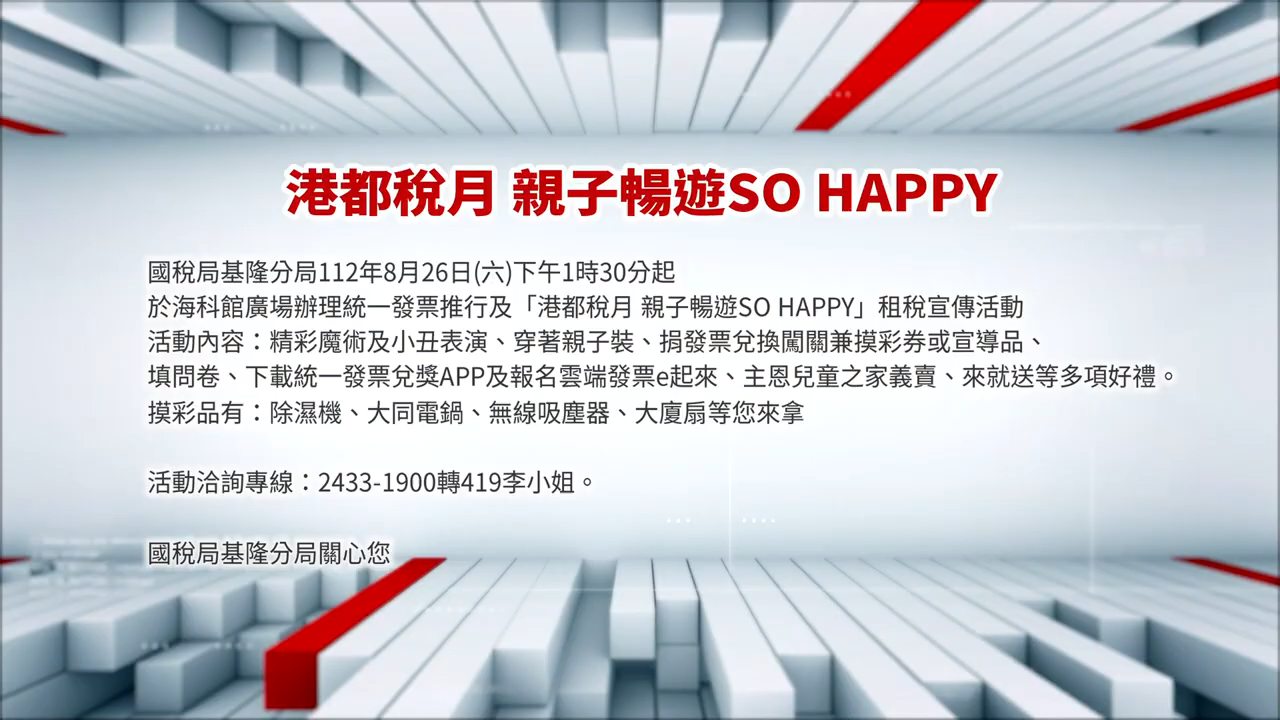 港都稅月 親子暢遊SO HAPPY
國稅局基隆分局112年8月26日(六)下午1時30分起
於海科館廣場辦理統一發票推行及「港都稅月 親子暢遊SO HAPPY」租稅宣傳活動
活動內容：精彩魔術及小丑表演、穿著親子裝、捐發票兌換闖關兼摸彩券或宣導品、
填問卷、下載統一發票兌獎APP及報名雲端發票e起來、主恩兒童之家義賣、來就送等多項好禮。
摸彩品有：除濕機、大同電鍋、無線吸塵器、大廈扇等您來拿
活動洽詢專線：2433-1900轉419李小姐。
國稅局基隆分局關心您